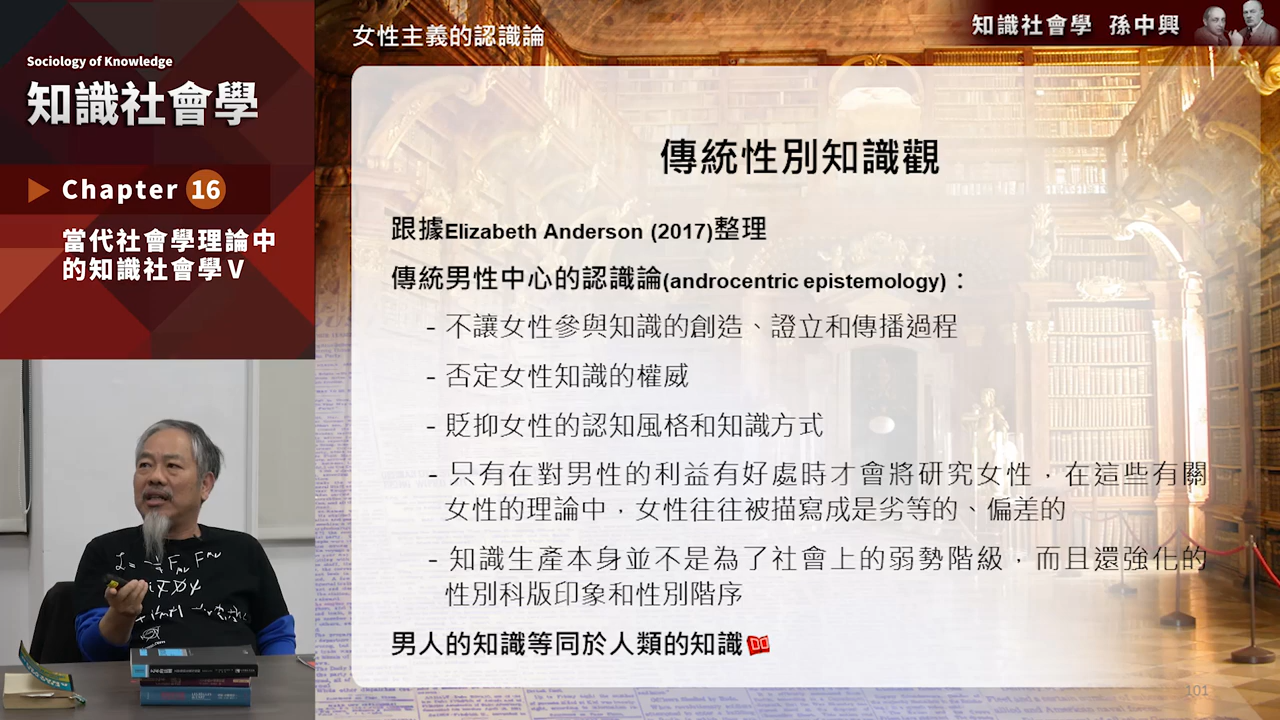 Sociology of Knowledge
知識社會學
Chapter 16
當代社會學理論中
的知識社會學 V
女性主義的認識論
知識社會學 孫中興
傳統性別知識觀
跟據Elizabeth Anderson (2017)整理
傳統男性中心的認識論(androcentric epistemology)：
- 不讓女性參與知識的創造、證立和傳播過程
- 否定女性知識的權威
- 貶抑女性的認知風格和知識方式
- 只有在對男性的利益有好處時才會將研究女性，在這些有關
女性的理論中，女性往往被描寫成是劣等的、偏差的
- 知識生產本身並不是為了社會上的弱勢階級，而且還強化的
性別科版印象和性別階序
男人的知識等同於人類的知識
101